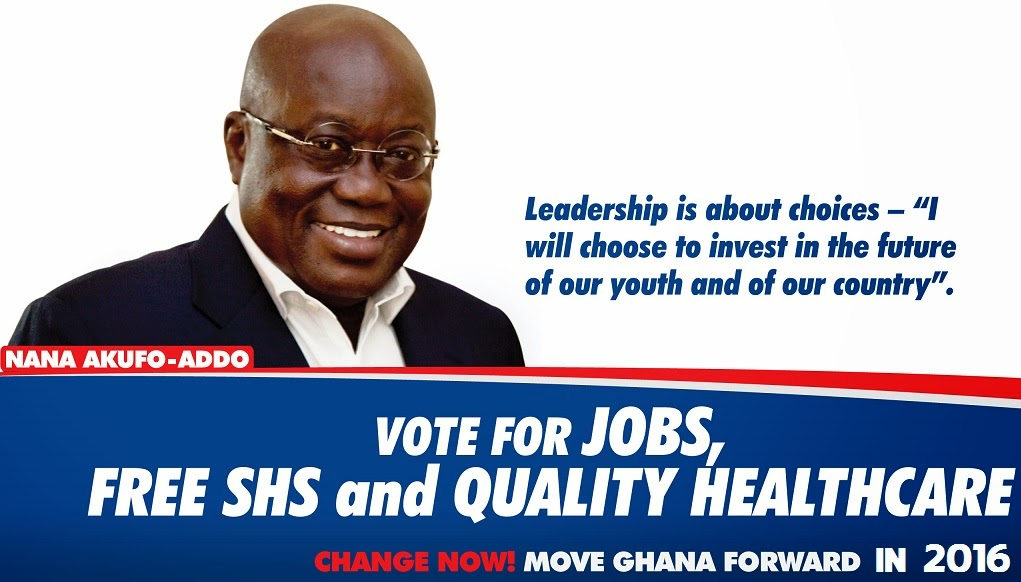 Leadership is about choices – “I
will choose to invest in the future
of our youth and of our country”.
NANA AKUFO-ADDO
VOTE FOR JOBS,
FREE SHS and QUALITY HEALTHCARE
CHANGE NOW! MOVE GHANA FORWARD IN 2016